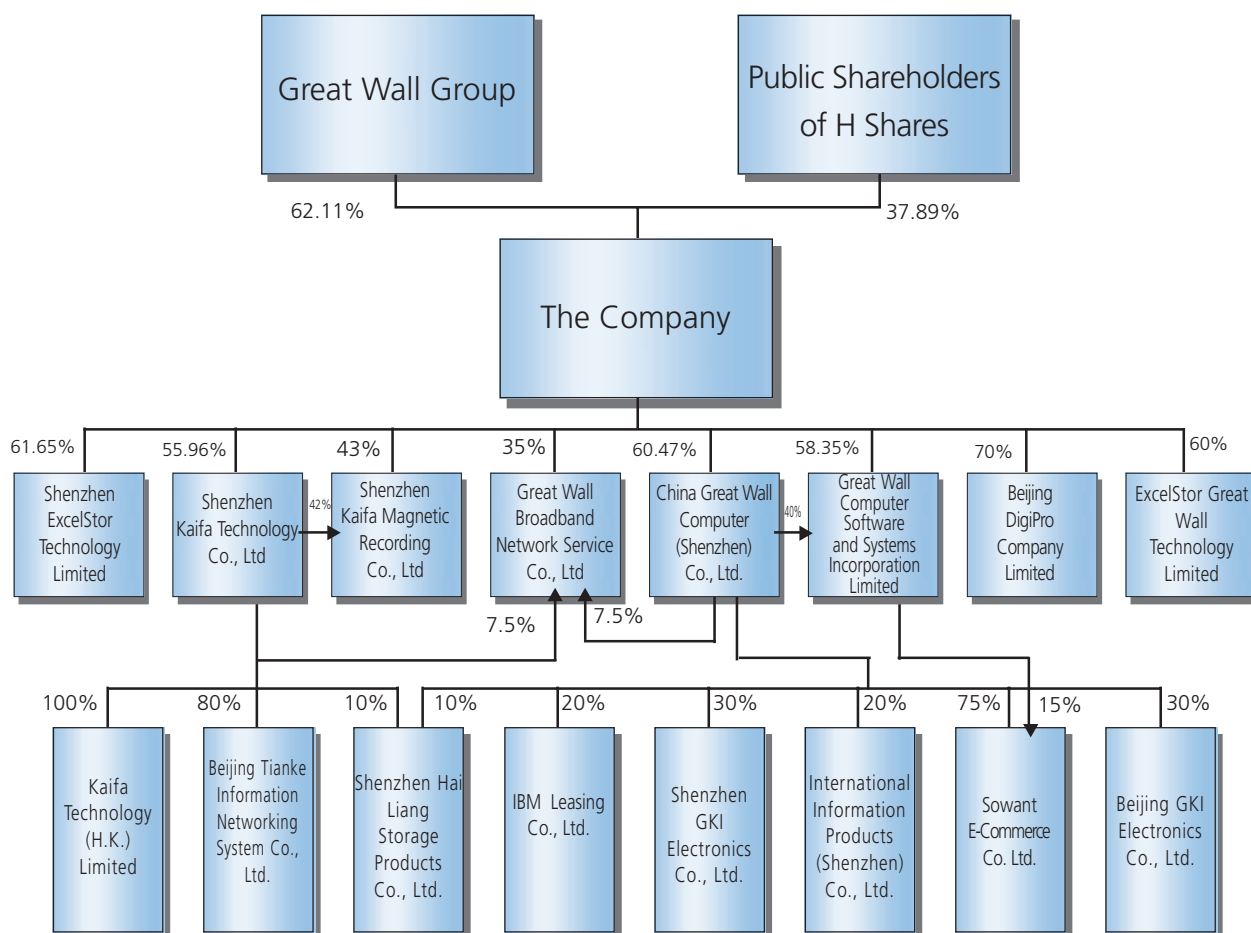 Great Wall Group
Public Shareholders
of H Shares
62.11%
37.89%
The Company
61.65%
55.96%
43%
35%
60.47%
58.35%
70%
60%
Shenzhen
ExcelStor
Technology
Limited
Shenzhen
Kaifa Technology
Co., Ltd
42%
Shenzhen
Kaifa Magnetic
Recording
Co., Ltd
Great Wall
Broadband
Network Service
Co., Ltd
China Great Wall
Computer
(Shenzhen)
Co., Ltd.
40%
Great Wall
Computer
Software
and Systems
Incorporation
Limited
Beijing
DigiPro
Company
Limited
ExcelStor Great
Wall
Technology
Limited
7.5%
7.5%
100%
80%
10%
10%
20%
30%
20%
75%
15%
30%
Kaifa
Technology
(H.K.)
Limited
Beijing Tianke
Information
Networking
System Co.,
Ltd.
Shenzhen Hai
Liang
Storage
Products
Co., Ltd.
IBM Leasing
Co., Ltd.
Shenzhen
GKI
Electronics
Co., Ltd.
International
Information
Products
(Shenzhen)
Co., Ltd.
Sowant
E-Commerce
Co. Ltd.
Beijing GKI
Electronics
Co., Ltd.